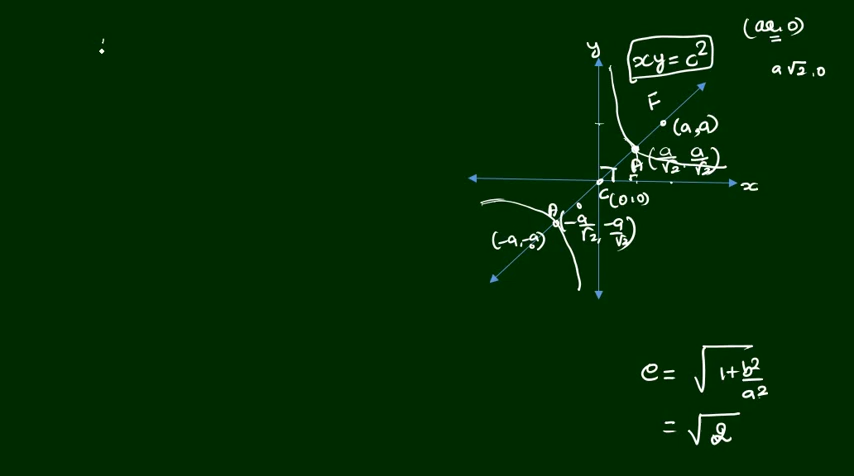 (ae, 0)
a√2, 0
xy = c²
y
F
(a, a)
A (a/√2, a/√2)
x
C (0, 0)
A (-a/√2, -a/√2)
(-a, -a)
e = √(1 + b²/a²)
= √2